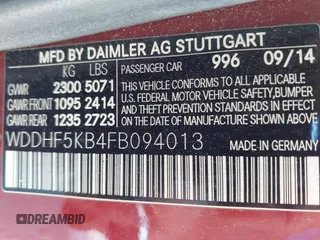 MFD BY DAIMLER AG STUTTGART
KG LBS PASSENGER CAR 996 09/14
GVWR 2300 5071 THIS VEHICLE CONFORMS TO ALL APPLICABLE
GAWR FRONT 1095 2414 U.S. FEDERAL MOTOR VEHICLE SAFETY, BUMPER
GAWR REAR 1235 2723 AND THEFT PREVENTION STANDARDS IN EFFECT
ON THE DATE OF MANUFACTURE SHOWN ABOVE.
WDDHF5KB4FB094013 MADE IN GERMANY
DREAMBID